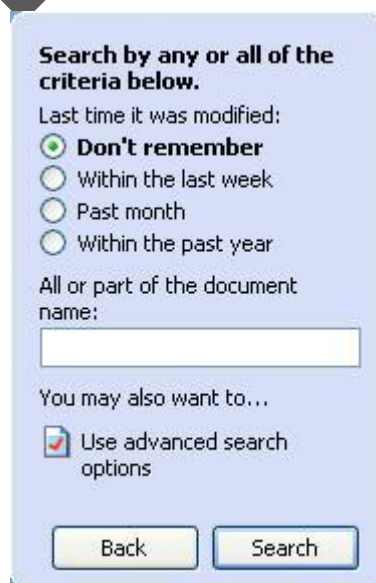 Search by any or all of the
criteria below.
Last time it was modified:
Don't remember
Within the last week
Past month
Within the past year
All or part of the document
name:
You may also want to...
Use advanced search
options
Back
Search